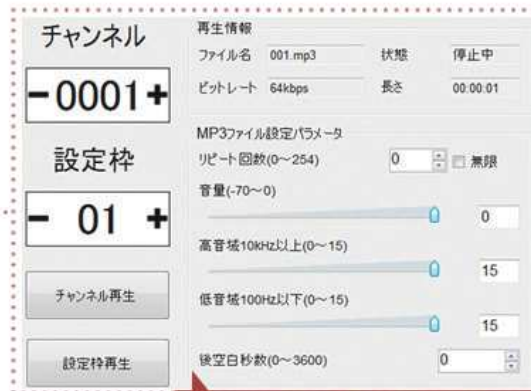 チャンネル
-0001+
設定枠
- 01 +
チャンネル再生
設定枠再生
再生情報
ファイル名 001.mp3 状態 停止中
ビットレート 64kbps 長さ 00:00:01
MP3ファイル設定パラメータ
リピート回数(0~254) 0 無限
音量(-70~0)
0
高音域10kHz以上(0~15)
15
低音域100Hz以下(0~15)
15
後空白秒数(0~3600) 0